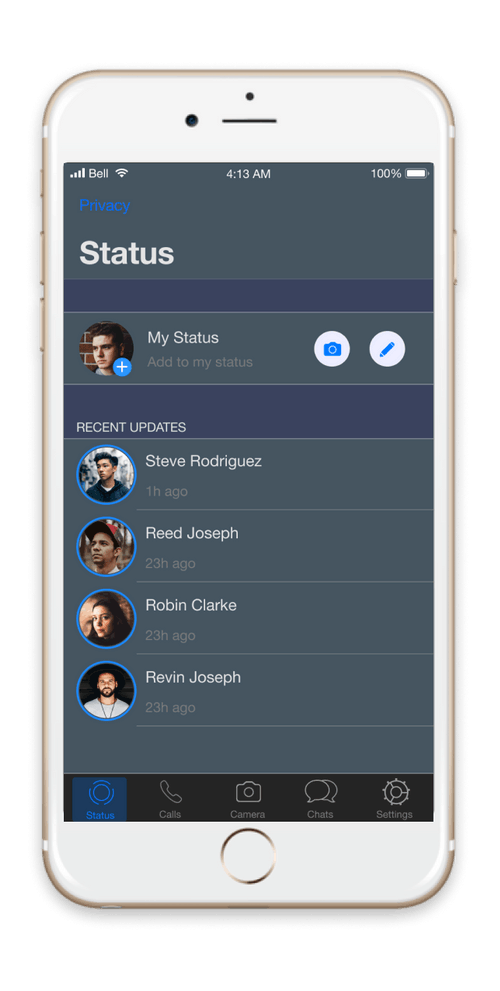 Bell 4:13 AM 100%
Privacy
Status
My Status
Add to my status
RECENT UPDATES
Steve Rodriguez
1h ago
Reed Joseph
23h ago
Robin Clarke
23h ago
Revin Joseph
23h ago
Status Calls Camera Chats Settings